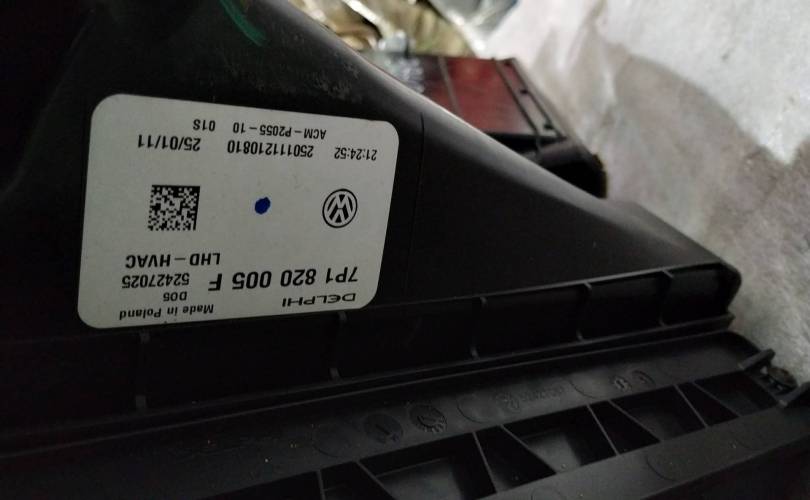 DELPHI Made in Poland
D05
7P1 820 005 F 52427025
LHD-HVAC
21:24:52 250111210810 25/01/11
ACM-P2055-10 01S